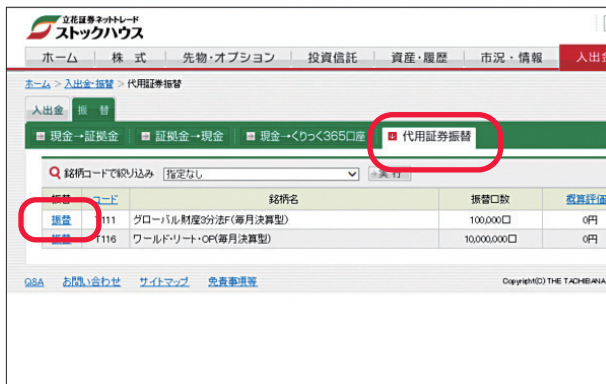 立花証券ネットトレード
ストックハウス
ホーム 株 式 先物・オプション 投資信託 資産・履歴 市況・情報 入出金
ホーム > 入出金・振替 > 代用証券振替
入出金 振 替
現金→証拠金 証拠金→現金 現金→くりっく365口座 代用証券振替
銘柄コードで絞り込み 指定なし 実 行
振替 コード 銘柄名 振替口数 概算評価
振替 T111 グローバル財産3分法F(毎月決算型) 100,000口 0円
振替 T116 ワールド・リート・OP(毎月決算型) 10,000,000口 0円
Q&A お問い合わせ サイトマップ 免責事項等 Copyright(C) THE TACHIBANA